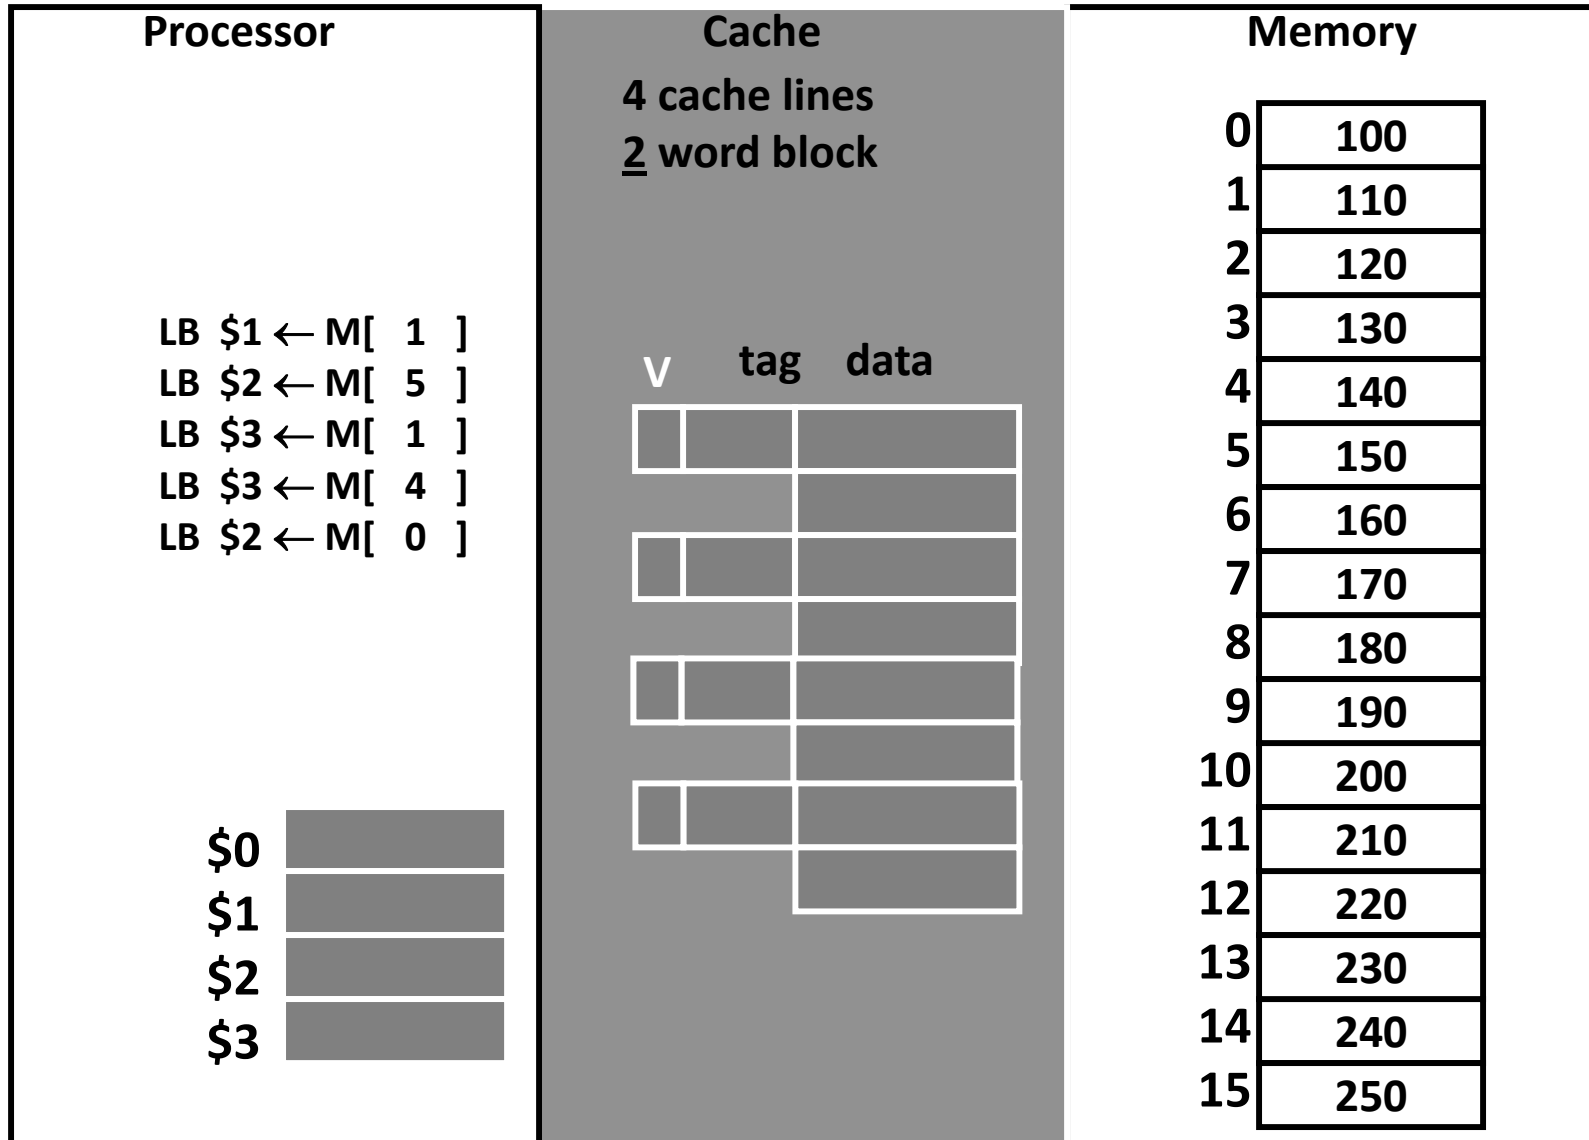 Processor
LB $1 ← M[ 1 ]
LB $2 ← M[ 5 ]
LB $3 ← M[ 1 ]
LB $3 ← M[ 4 ]
LB $2 ← M[ 0 ]
$0
$1
$2
$3
Cache
4 cache lines
2 word block
V tag data
Memory
0 100
1 110
2 120
3 130
4 140
5 150
6 160
7 170
8 180
9 190
10 200
11 210
12 220
13 230
14 240
15 250